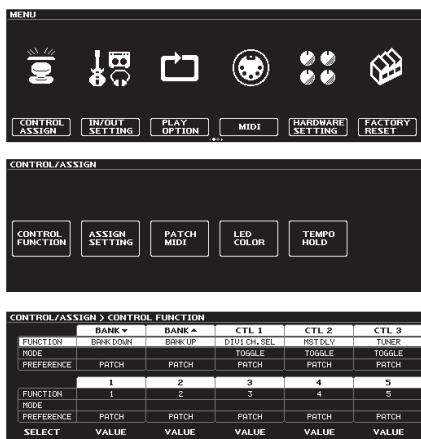 MENU
CONTROL ASSIGN IN/OUT SETTING PLAY OPTION MIDI HARDWARE SETTING FACTORY RESET
CONTROL/ASSIGN
CONTROL FUNCTION ASSIGN SETTING PATCH MIDI LED COLOR TEMPO HOLD
CONTROL/ASSIGN > CONTROL FUNCTION
BANK ▼ BANK ▲ CTL 1 CTL 2 CTL 3
FUNCTION BANK DOWN BANK UP DIV1 CH.SEL MST DLY TUNER
MODE TOGGLE TOGGLE TOGGLE
PREFERENCE PATCH PATCH PATCH PATCH PATCH
1 2 3 4 5
FUNCTION 1 2 3 4 5
MODE
PREFERENCE PATCH PATCH PATCH PATCH PATCH
SELECT VALUE VALUE VALUE VALUE VALUE